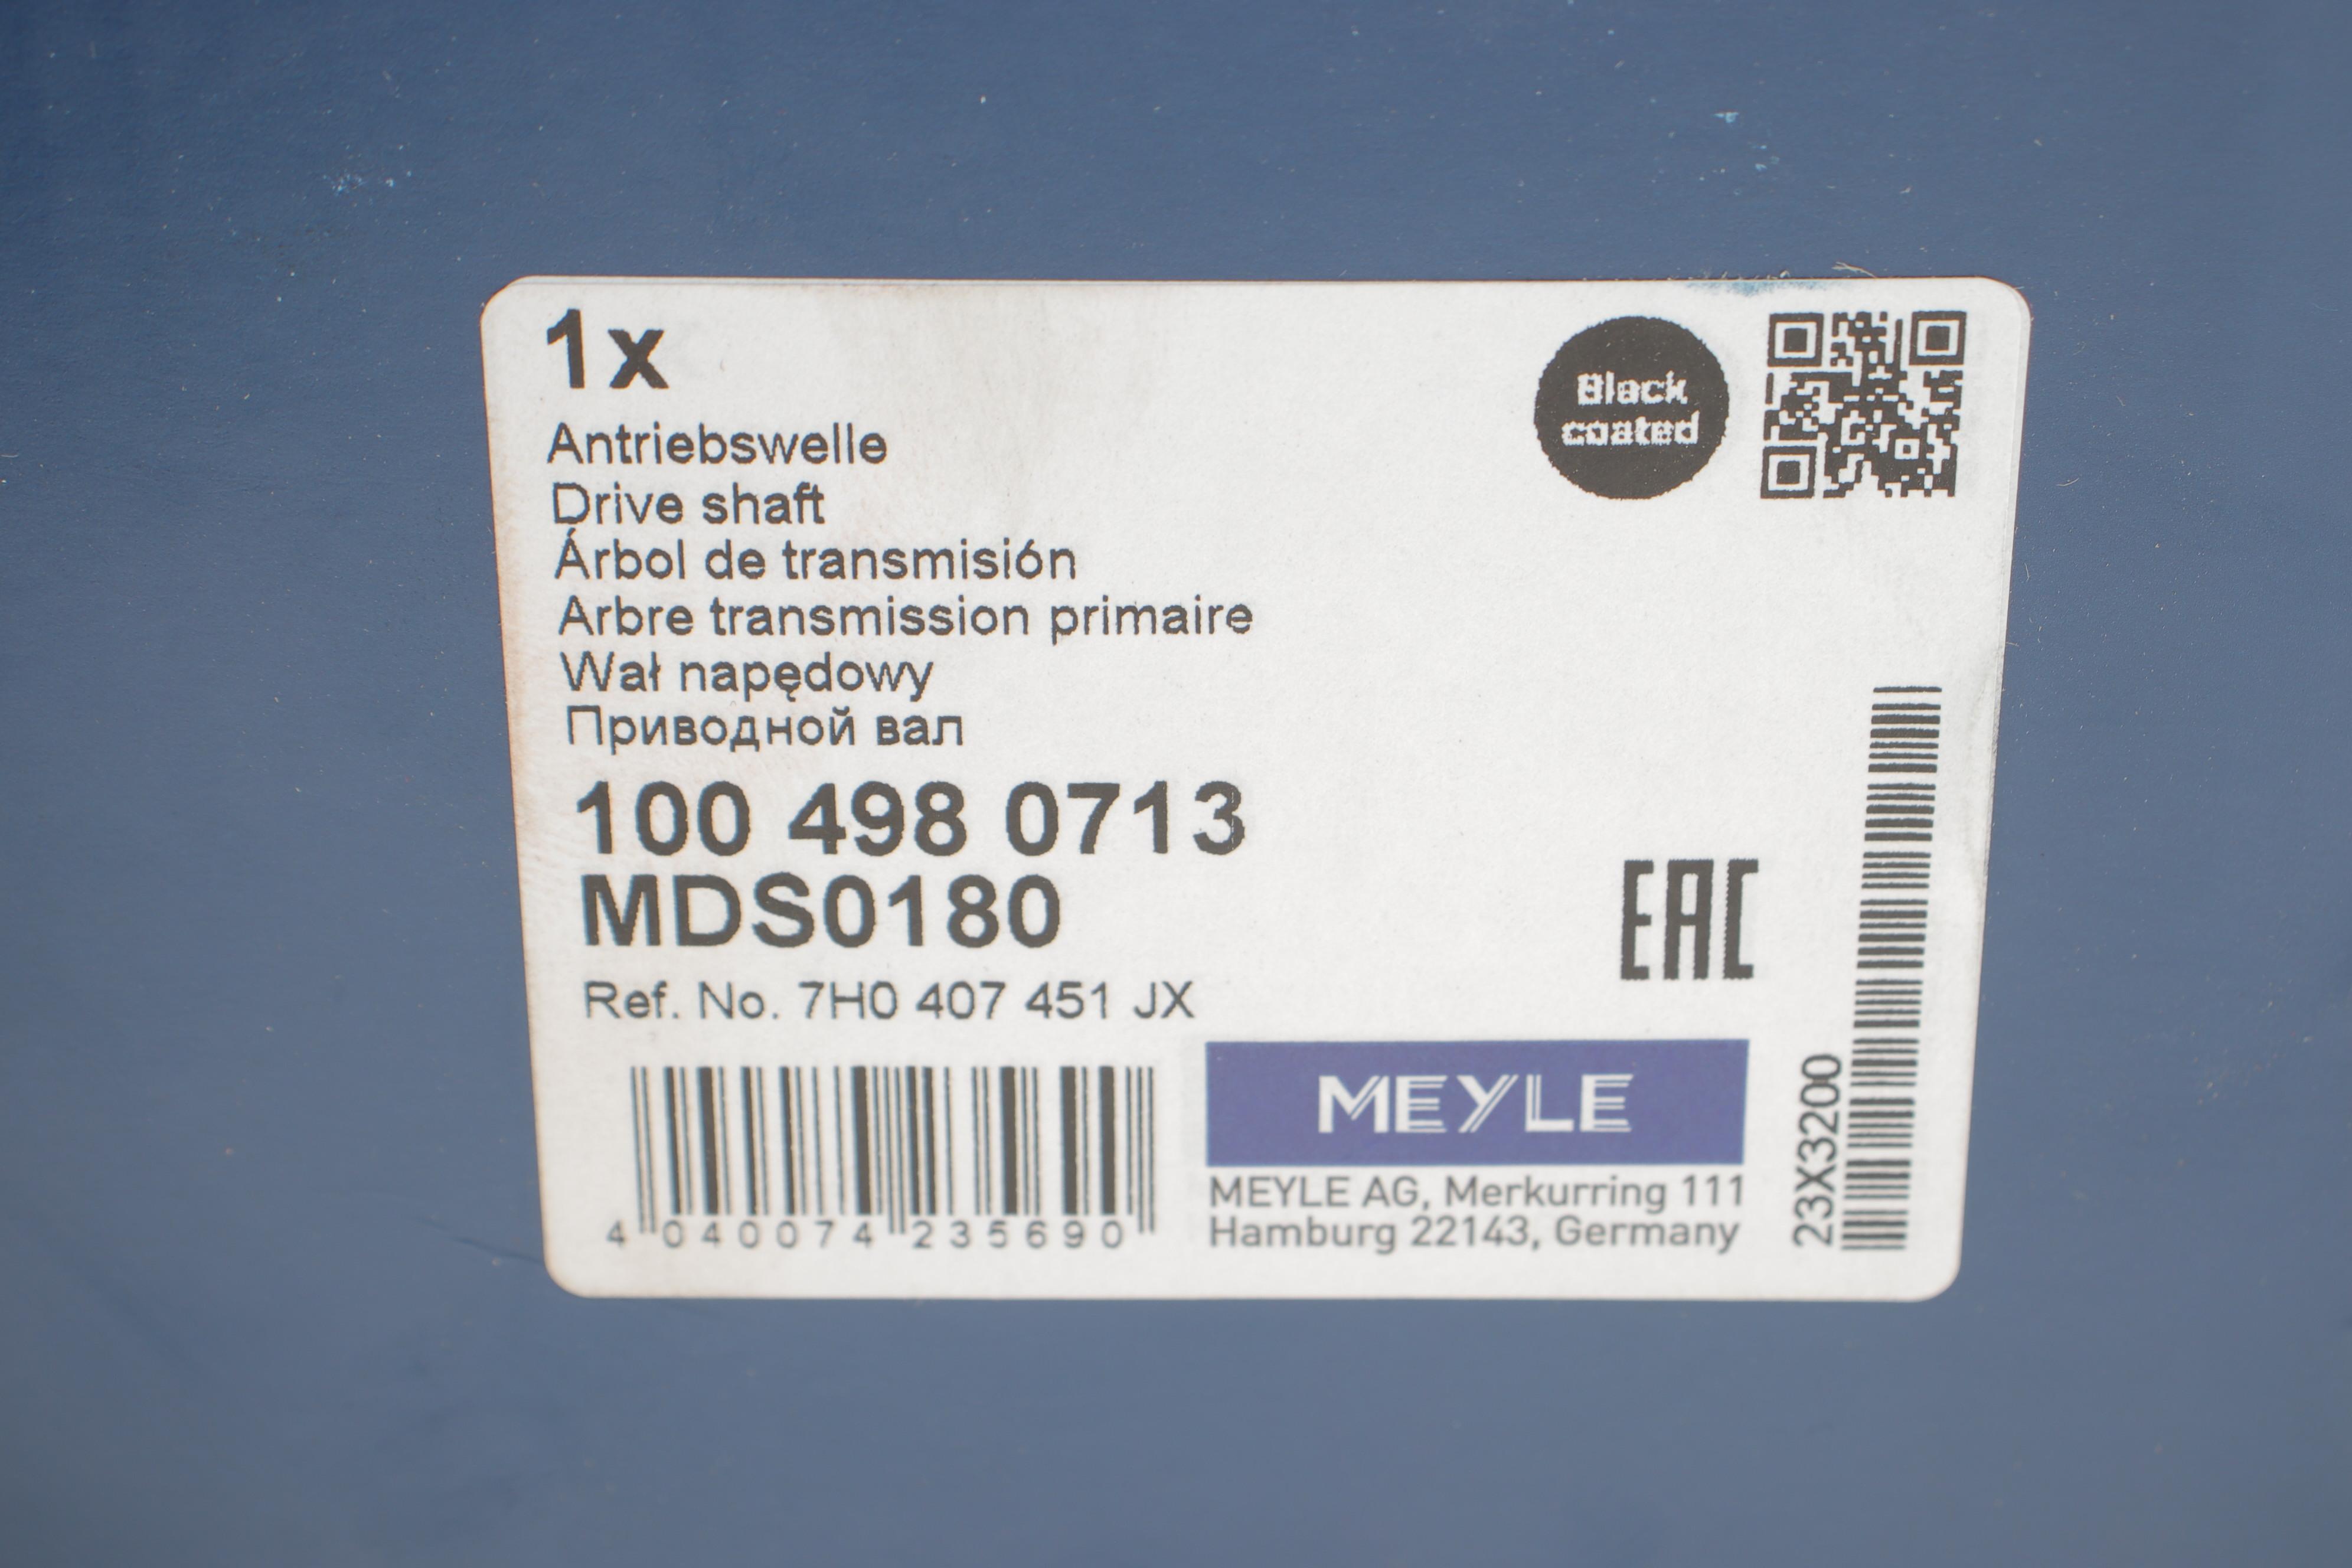 1x
Black
coated
Antriebswelle
Drive shaft
Árbol de transmisión
Arbre transmission primaire
Wał napędowy
Приводной вал
100 498 0713
MDS0180
EAC
Ref. No. 7H0 407 451 JX
MEYLE
MEYLE AG, Merkurring 111
Hamburg 22143, Germany
4 040074 235690
23X3200